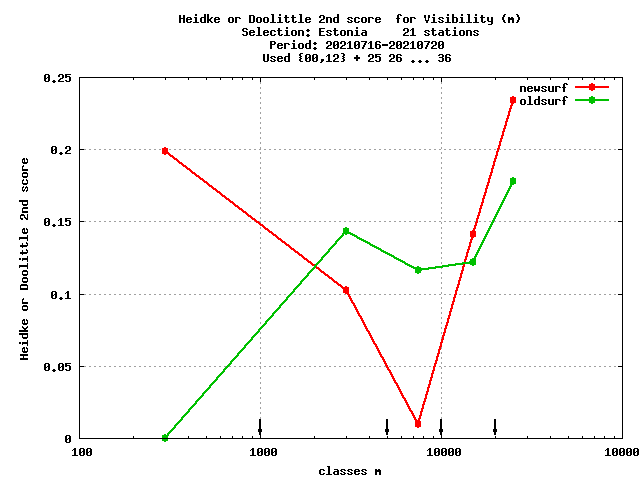 Heidke or Doolittle 2nd score  for Visibility (m)
Selection: Estonia     21 stations
Period: 20210716-20210720
Used {00,12} + 25 26 ... 36
newsurf
oldsurf
0.25
0.2
0.15
0.1
0.05
0
Heidke or Doolittle 2nd score
100
1000
10000
10000
classes m